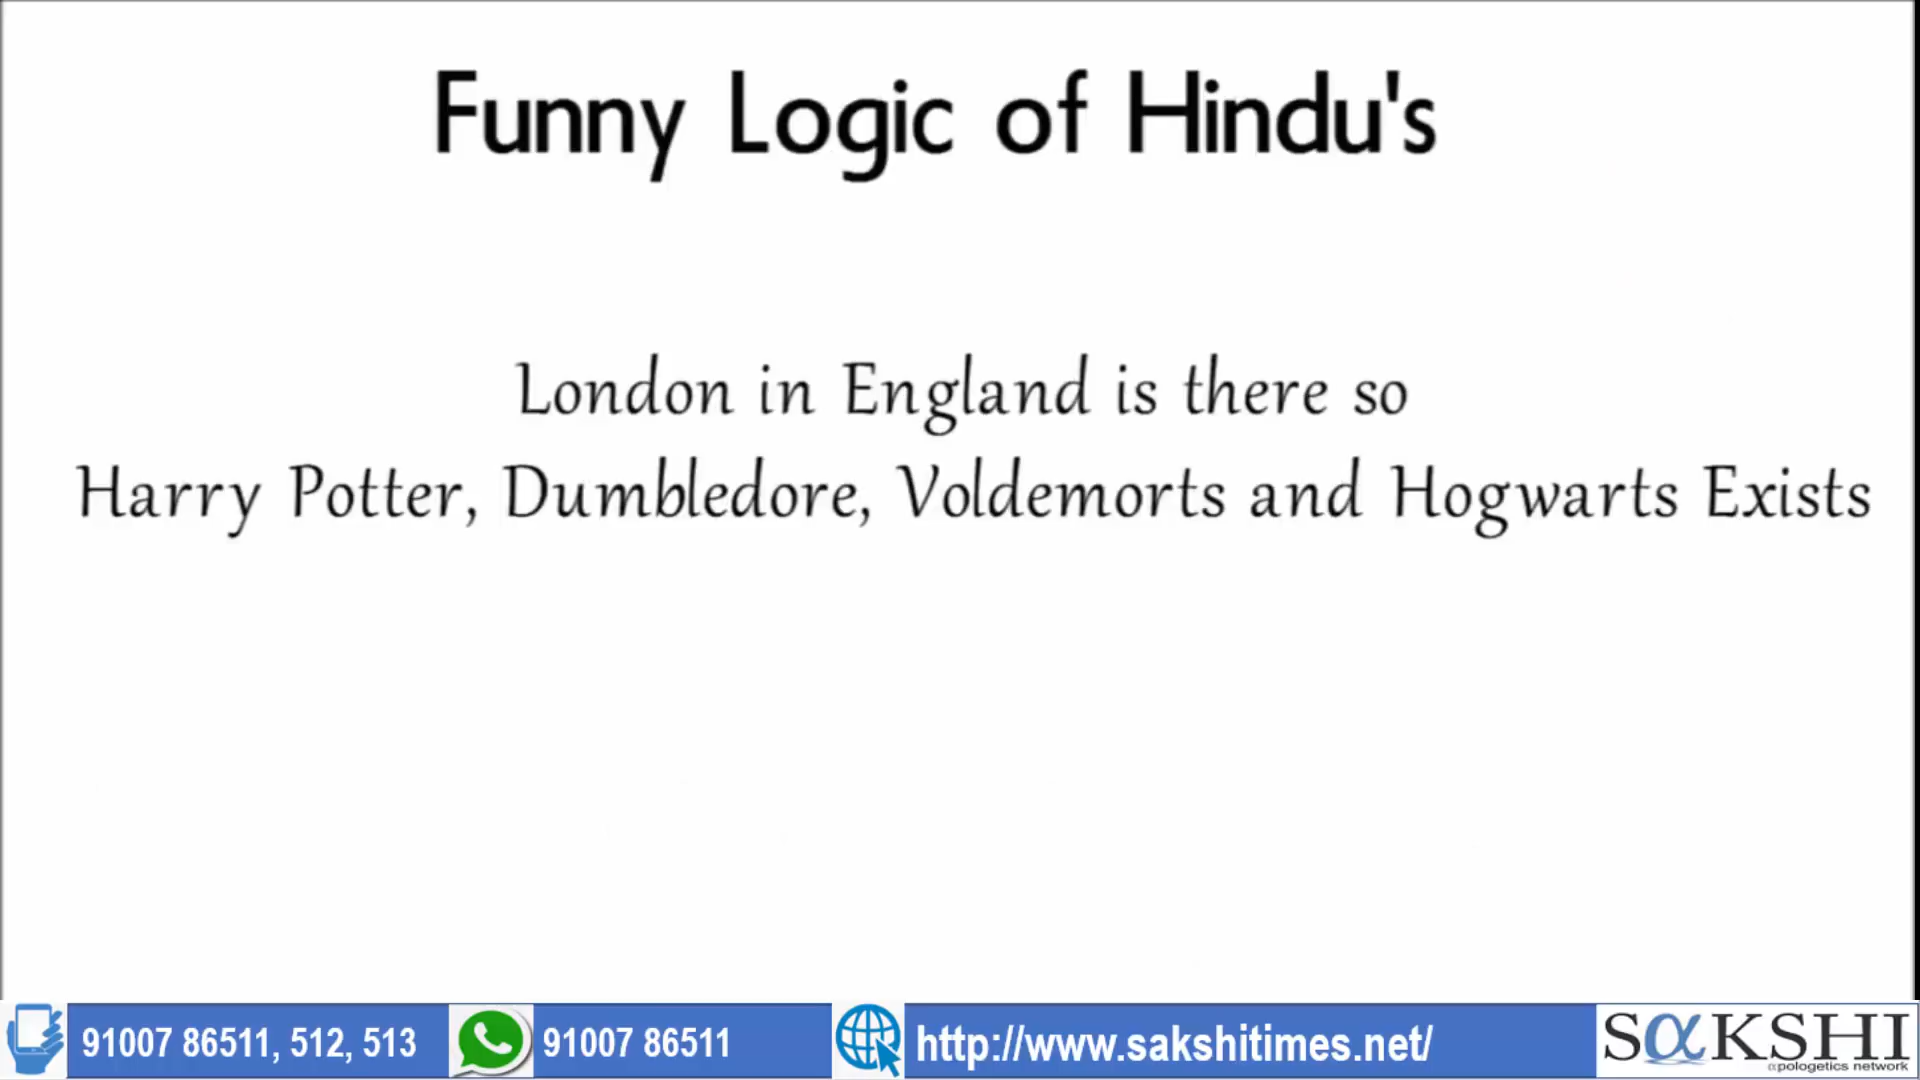 Funny Logic of Hindu's
London in England is there so
Harry Potter, Dumbledore, Voldemorts and Hogwarts Exists
91007 86511, 512, 513
91007 86511
http://www.sakshitimes.net/
SαKSHI
αpologetics network